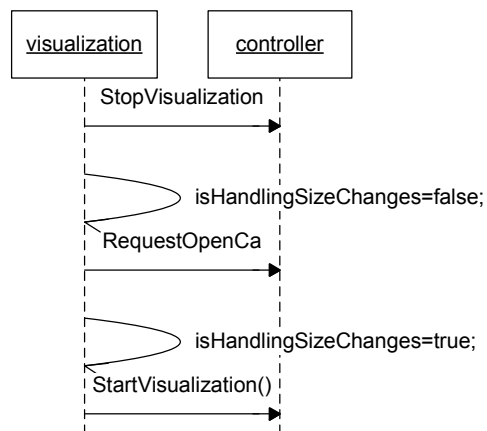 visualization
controller
StopVisualization
isHandlingSizeChanges=false;
RequestOpenCa
isHandlingSizeChanges=true;
StartVisualization()